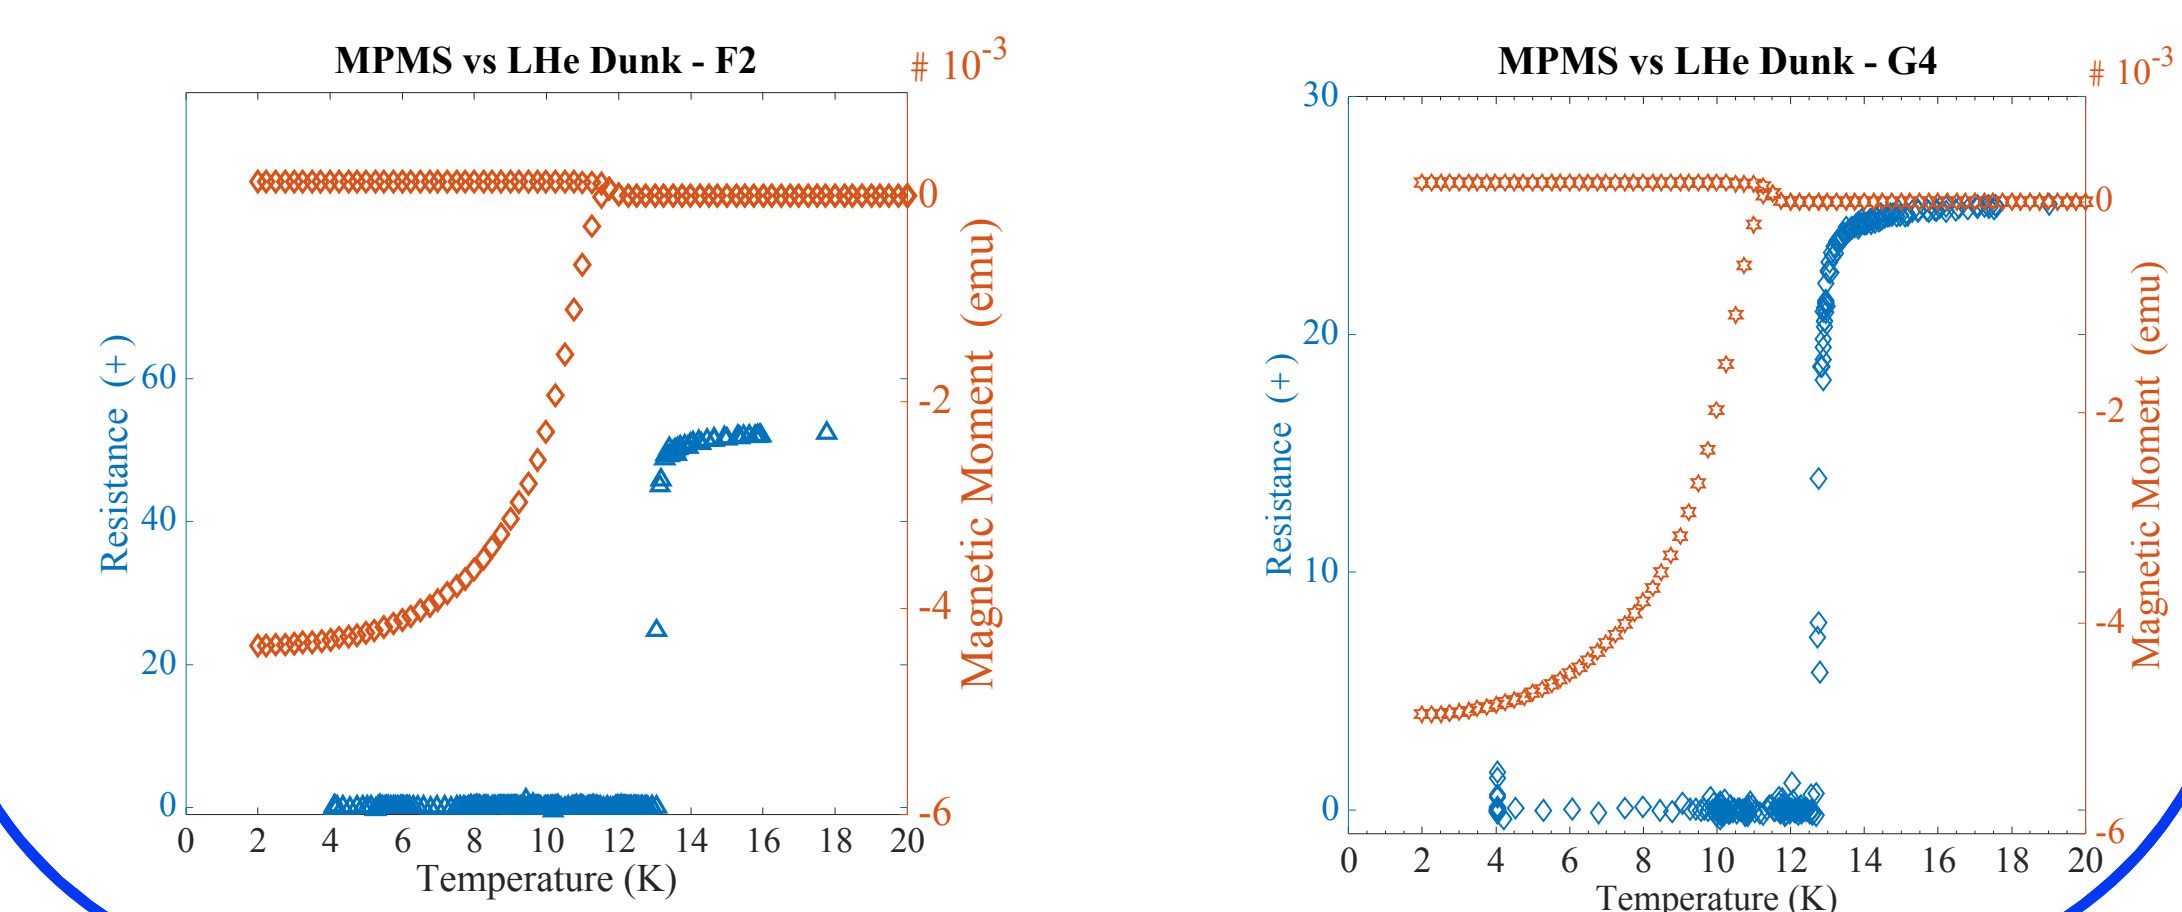 MPMS vs LHe Dunk - F2
# 10-3
Resistance (+)
60
40
20
0
0
-2
-4
-6
Magnetic Moment (emu)
0 2 4 6 8 10 12 14 16 18 20
Temperature (K)
MPMS vs LHe Dunk - G4
# 10-3
Resistance (+)
30
20
10
0
0
-2
-4
-6
Magnetic Moment (emu)
0 2 4 6 8 10 12 14 16 18 20
Temperature (K)